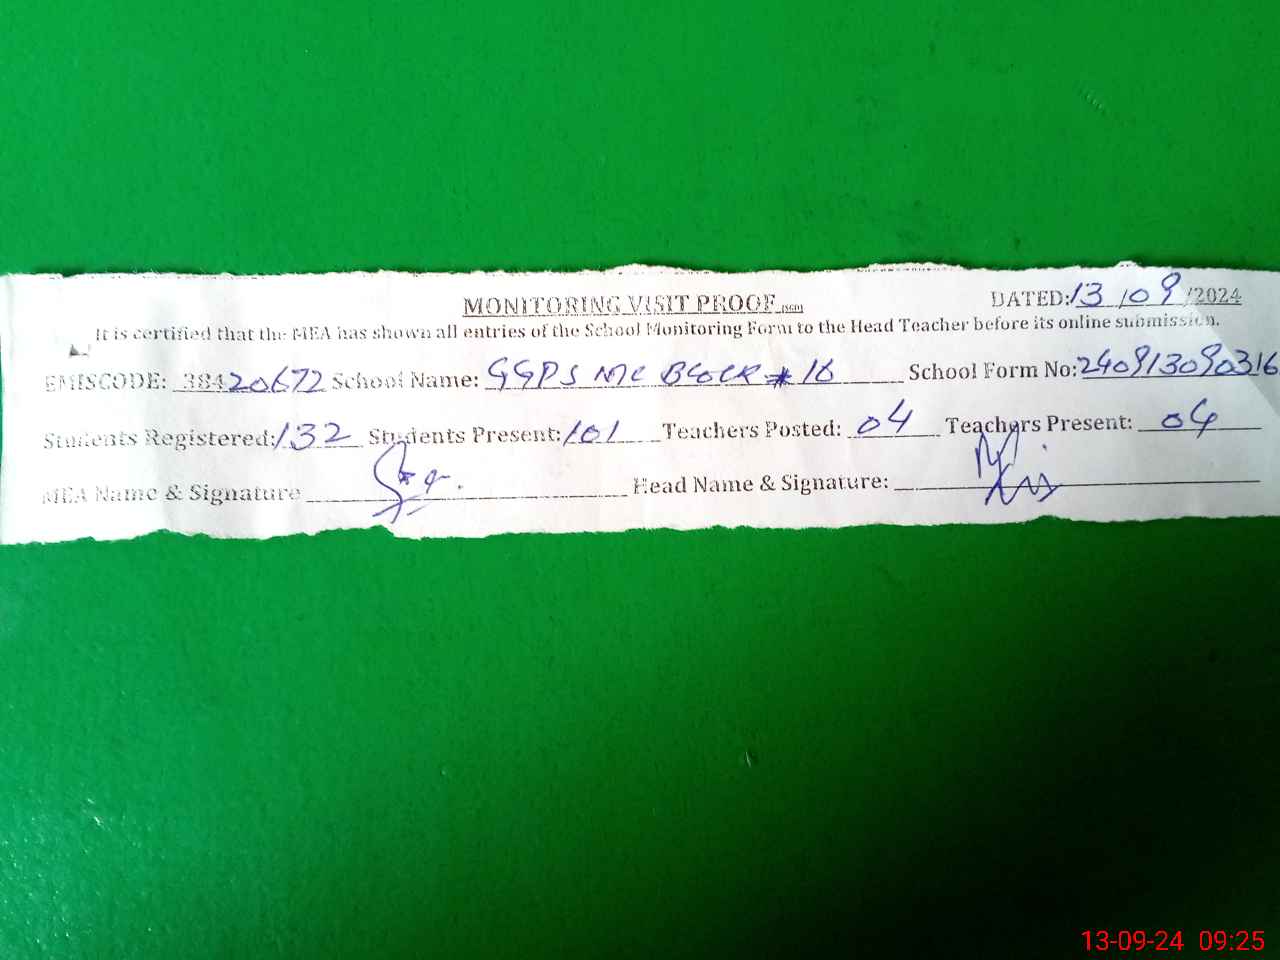 MONITORING VISIT PROOF (SGD) DATED: 13/09/2024
It is certified that the MEA has shown all entries of the School Monitoring Form to the Head Teacher before its online submission.
EMISCODE: 38420672 School Name: GGPS MC Block # 16 School Form No: 240913090316
Students Registered: 132 Students Present: 101 Teachers Posted: 04 Teachers Present: 04
MEA Name & Signature Head Name & Signature:
13-09-24 09:25